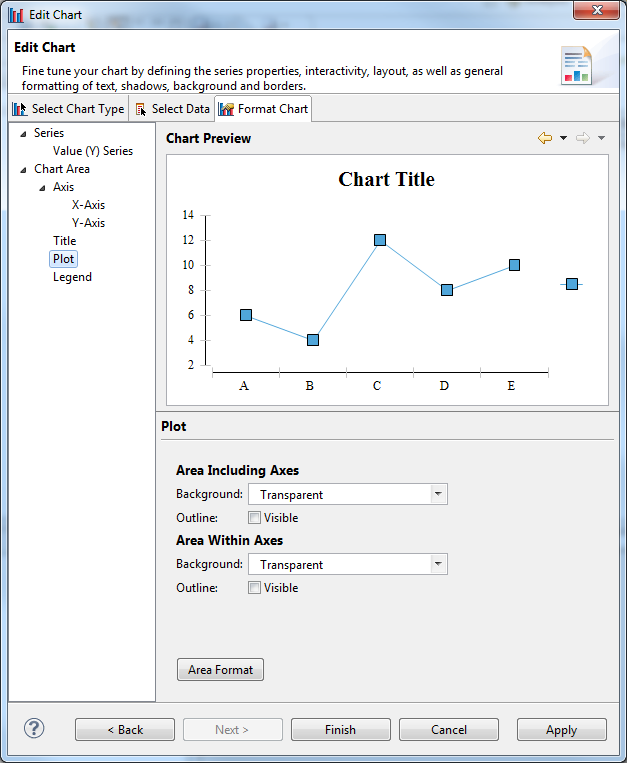 Edit Chart
Edit Chart
Fine tune your chart by defining the series properties, interactivity, layout, as well as general
formatting of text, shadows, background and borders.
Select Chart Type
Select Data
Format Chart
Series
Value (Y) Series
Chart Area
Axis
X-Axis
Y-Axis
Title
Plot
Legend
Chart Preview
Chart Title
14
12
10
8
6
4
2
A B C D E
Plot
Area Including Axes
Background: Transparent
Outline: Visible
Area Within Axes
Background: Transparent
Outline: Visible
Area Format
?
< Back
Next >
Finish
Cancel
Apply